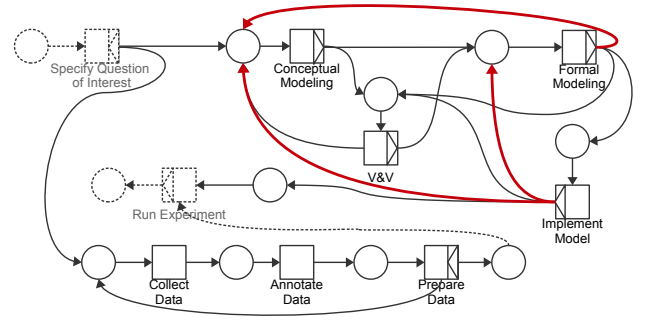 Specify Question
of Interest
Conceptual
Modeling
Formal
Modeling
V&V
Run Experiment
Implement
Model
Collect
Data
Annotate
Data
Prepare
Data